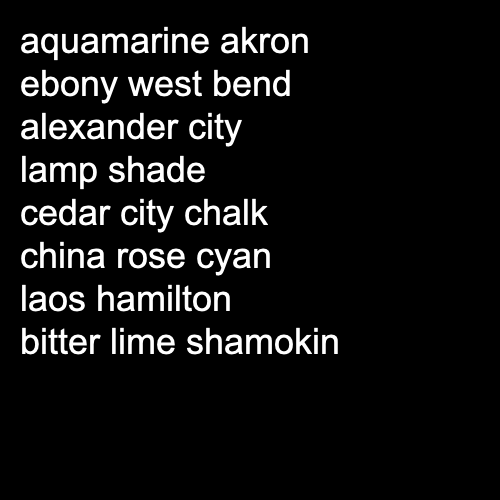 aquamarine akron
ebony west bend
alexander city
lamp shade
cedar city chalk
china rose cyan
laos hamilton
bitter lime shamokin